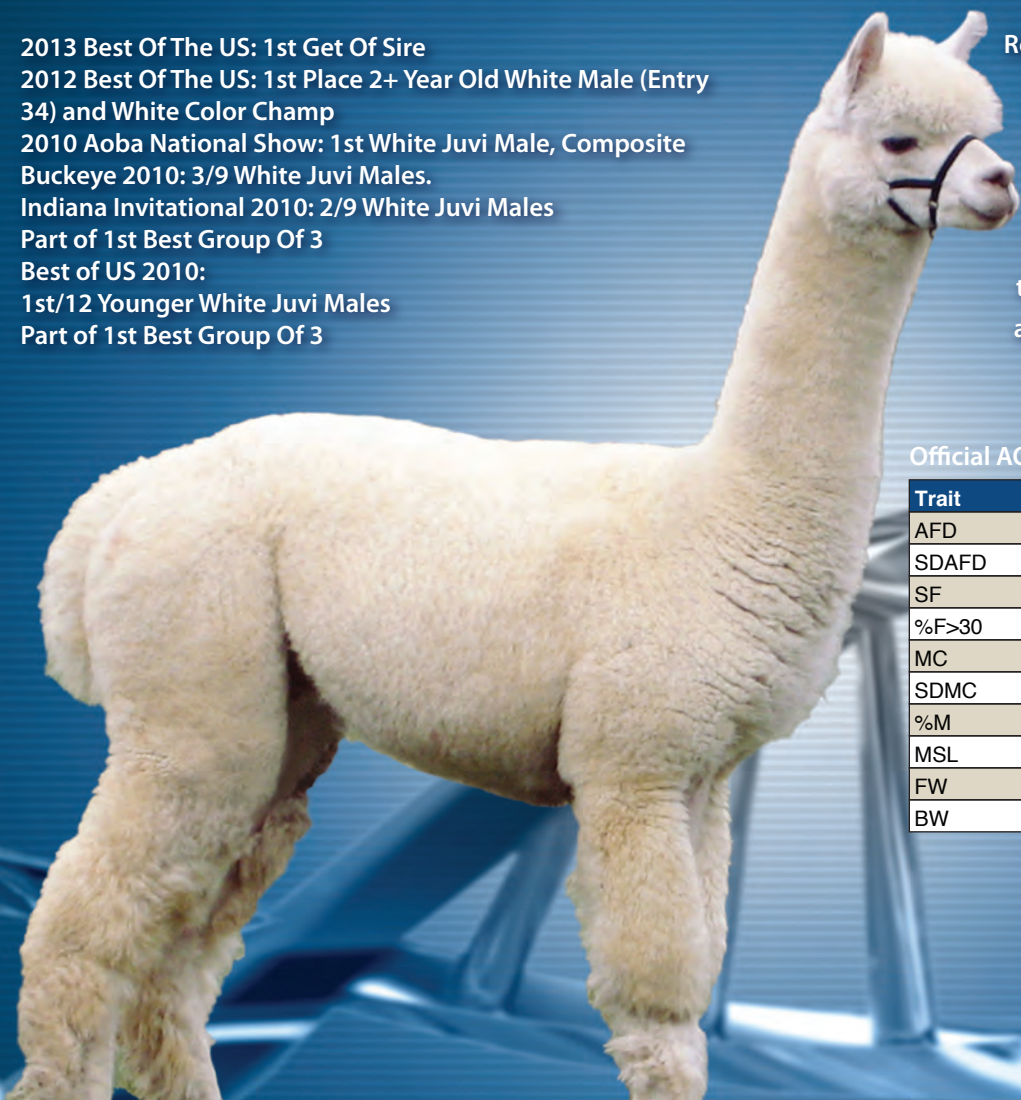 2013 Best Of The US: 1st Get Of Sire
2012 Best Of The US: 1st Place 2+ Year Old White Male (Entry
34) and White Color Champ
2010 Aoba National Show: 1st White Juvi Male, Composite
Buckeye 2010: 3/9 White Juvi Males.
Indiana Invitational 2010: 2/9 White Juvi Males
Part of 1st Best Group Of 3
Best of US 2010:
1st/12 Younger White Juvi Males
Part of 1st Best Group Of 3
Official
Trait
AFD
SDAFD
SF
%F>30
MC
SDMC
%M
MSL
FW
BW